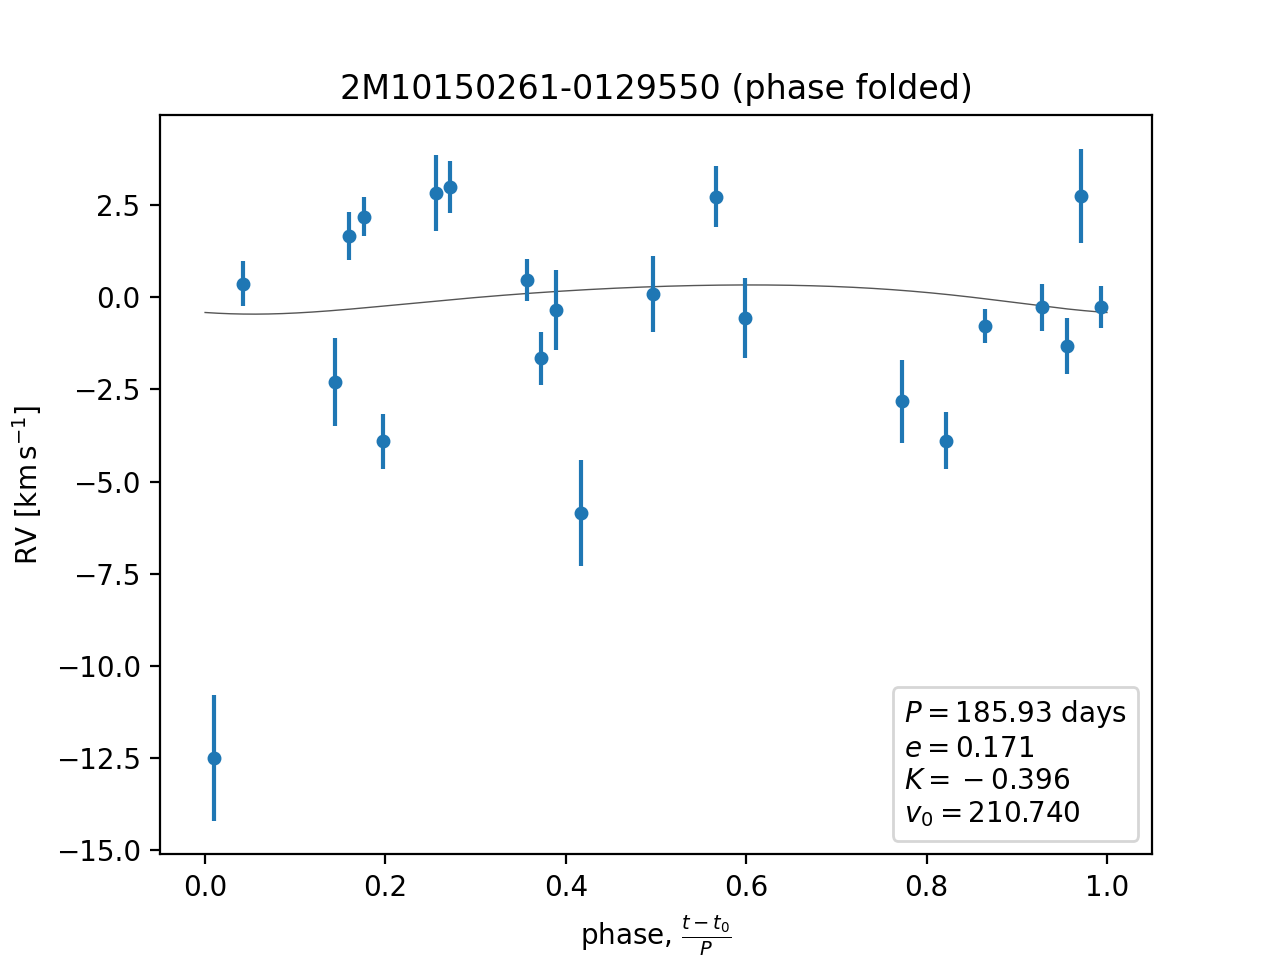 2M10150261-0129550 (phase folded)
RV [km s⁻¹]
2.5
0.0
−2.5
−5.0
−7.5
−10.0
−12.5
−15.0
P = 185.93 days
e = 0.171
K = −0.396
v₀ = 210.740
0.0 0.2 0.4 0.6 0.8 1.0
phase, (t − t₀)/P